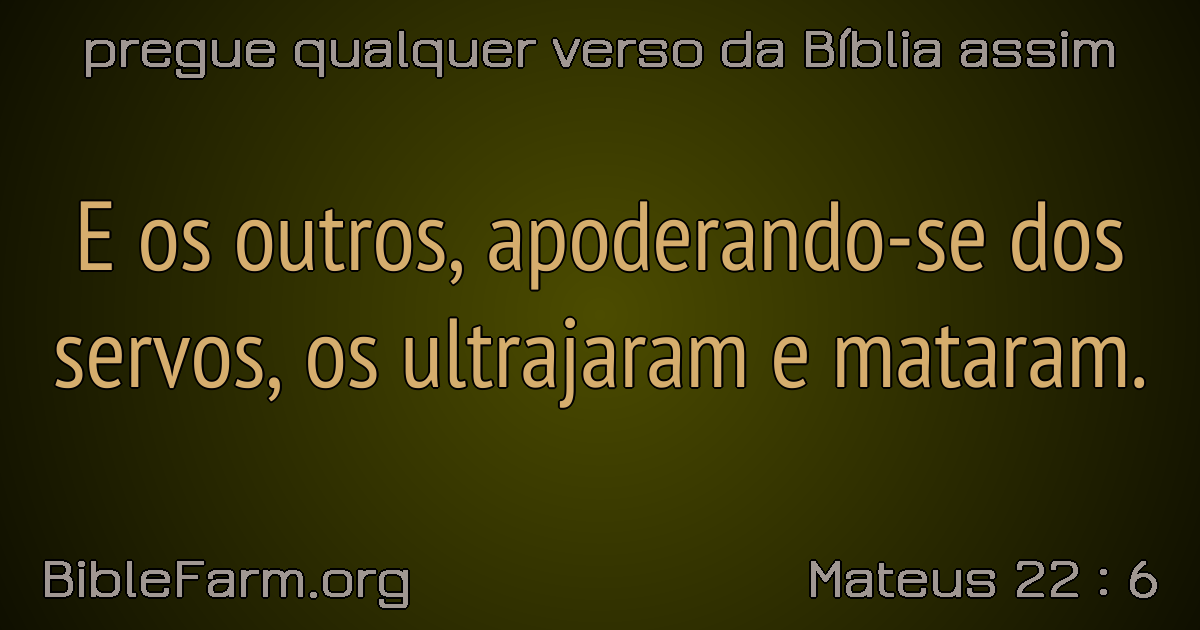 pregue qualquer verso da Bíblia assim
E os outros, apoderando-se dos
servos, os ultrajaram e mataram.
BibleFarm.org
Mateus 22 : 6